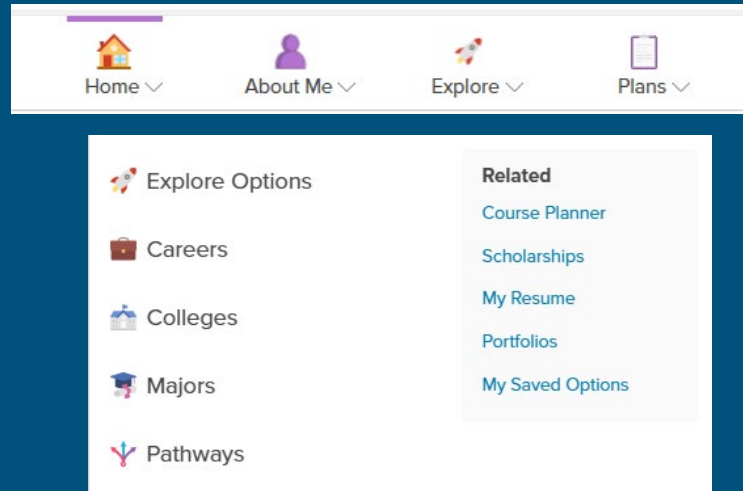 Home
About Me
Explore
Plans
Explore Options
Careers
Colleges
Majors
Pathways
Related
Course Planner
Scholarships
My Resume
Portfolios
My Saved Options